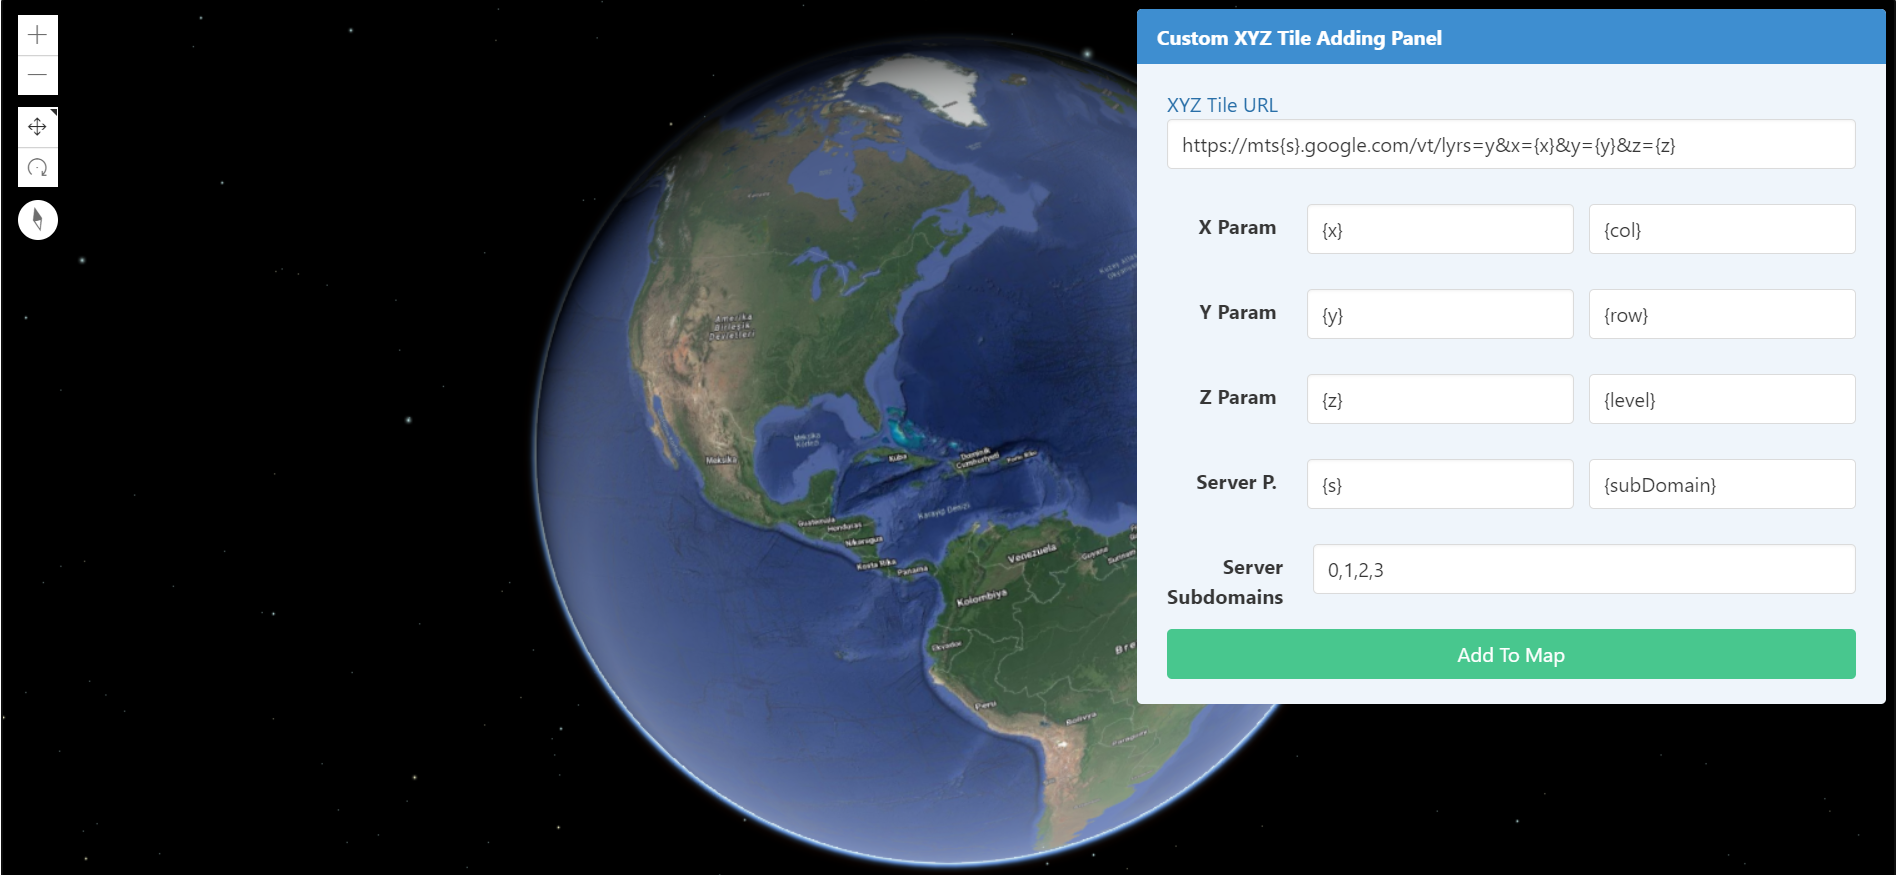 Custom XYZ Tile Adding Panel
XYZ Tile URL
https://mts{s}.google.com/vt/lyrs=y&x={x}&y={y}&z={z}
X Param
{x}
{col}
Y Param
{y}
{row}
Z Param
{z}
{level}
Server P.
{s}
{subDomain}
Server
Subdomains
0,1,2,3
Add To Map
Amerika
Birleşik
Devletleri
Meksika
Körfezi
Meksika
Küba
Dominik
Cumhuriyeti
Porto Riko
Guatemala
Honduras
Nikaragua
Karayip Denizi
Kosta Rika
Panama
Venezuela
Guyana
Surinam
Kolombiya
Ekvador
Bre
Peru
Bolivya
Paraguay